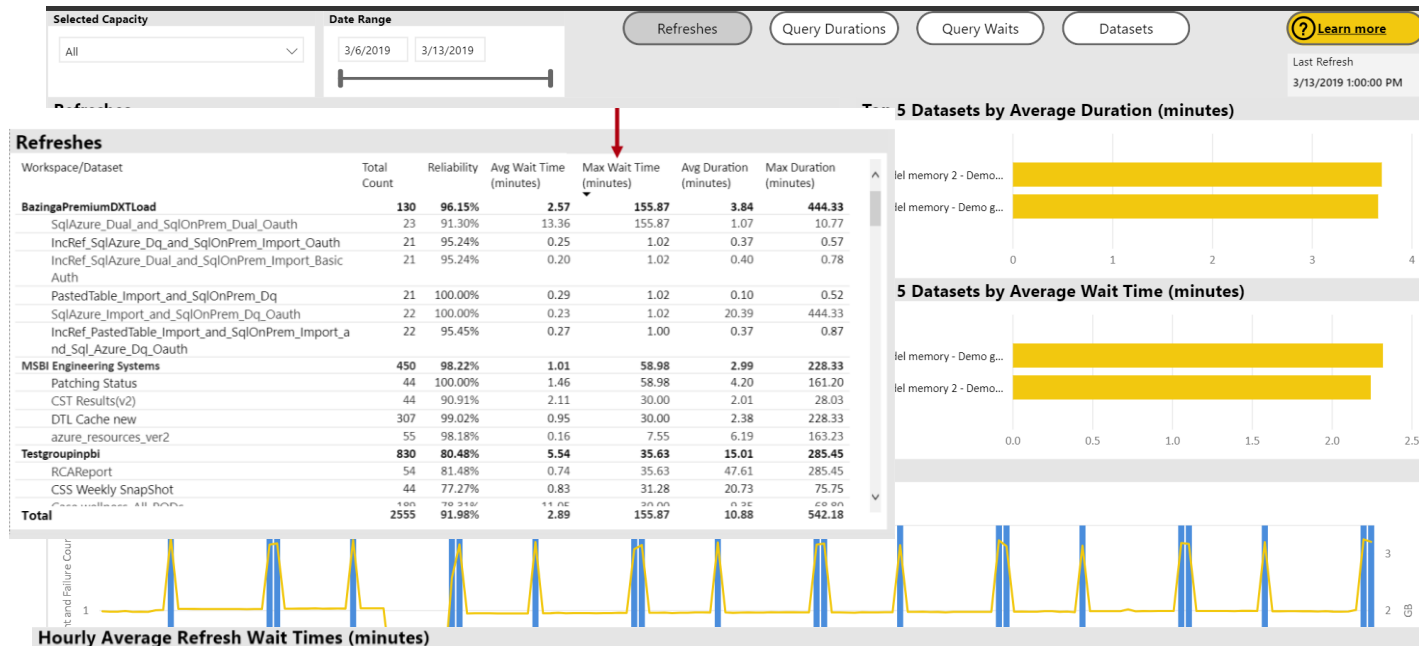 Selected Capacity
All
Date Range
3/6/2019 3/13/2019
Refreshes Query Durations Query Waits Datasets
? Learn more
Last Refresh
3/13/2019 1:00:00 PM
5 Datasets by Average Duration (minutes)
del memory 2 - Demo...
del memory - Demo g...
0 1 2 3 4
5 Datasets by Average Wait Time (minutes)
del memory - Demo g...
del memory 2 - Demo...
0.0 0.5 1.0 1.5 2.0 2.5
Refreshes
Workspace/Dataset Total Count Reliability Avg Wait Time (minutes) Max Wait Time (minutes) Avg Duration (minutes) Max Duration (minutes)
BazingaPremiumDXTLoad 130 96.15% 2.57 155.87 3.84 444.33
SqlAzure_Dual_and_SqlOnPrem_Dual_Oauth 23 91.30% 13.36 155.87 1.07 10.77
IncRef_SqlAzure_Dq_and_SqlOnPrem_Import_Oauth 21 95.24% 0.25 1.02 0.37 0.57
IncRef_SqlAzure_Dual_and_SqlOnPrem_Import_Basic 21 95.24% 0.20 1.02 0.40 0.78
Auth
PastedTable_Import_and_SqlOnPrem_Dq 21 100.00% 0.29 1.02 0.10 0.52
SqlAzure_Import_and_SqlOnPrem_Dq_Oauth 22 100.00% 0.23 1.02 20.39 444.33
IncRef_PastedTable_Import_and_SqlOnPrem_Import_a 22 95.45% 0.27 1.00 0.37 0.87
nd_Sql_Azure_Dq_Oauth
MSBI Engineering Systems 450 98.22% 1.01 58.98 2.99 228.33
Patching Status 44 100.00% 1.46 58.98 4.20 161.20
CST Results(v2) 44 90.91% 2.11 30.00 2.01 28.03
DTL Cache new 307 99.02% 0.95 30.00 2.38 228.33
azure_resources_ver2 55 98.18% 0.16 7.55 6.19 163.23
Testgroupinpbi 830 80.48% 5.54 35.63 15.01 285.45
RCAReport 54 81.48% 0.74 35.63 47.61 285.45
CSS Weekly SnapShot 44 77.27% 0.83 31.28 20.73 75.75
Total 2555 91.98% 2.89 155.87 10.88 542.18
and Failure Cour
1
3
2
GB
Hourly Average Refresh Wait Times (minutes)